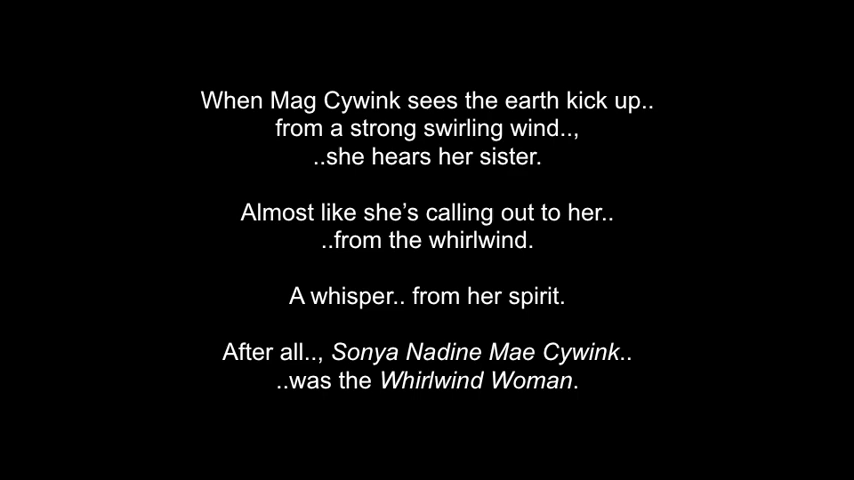 When Mag Cywink sees the earth kick up..
from a strong swirling wind..,
..she hears her sister.
Almost like she’s calling out to her..
..from the whirlwind.
A whisper.. from her spirit.
After all.., Sonya Nadine Mae Cywink..
..was the Whirlwind Woman.